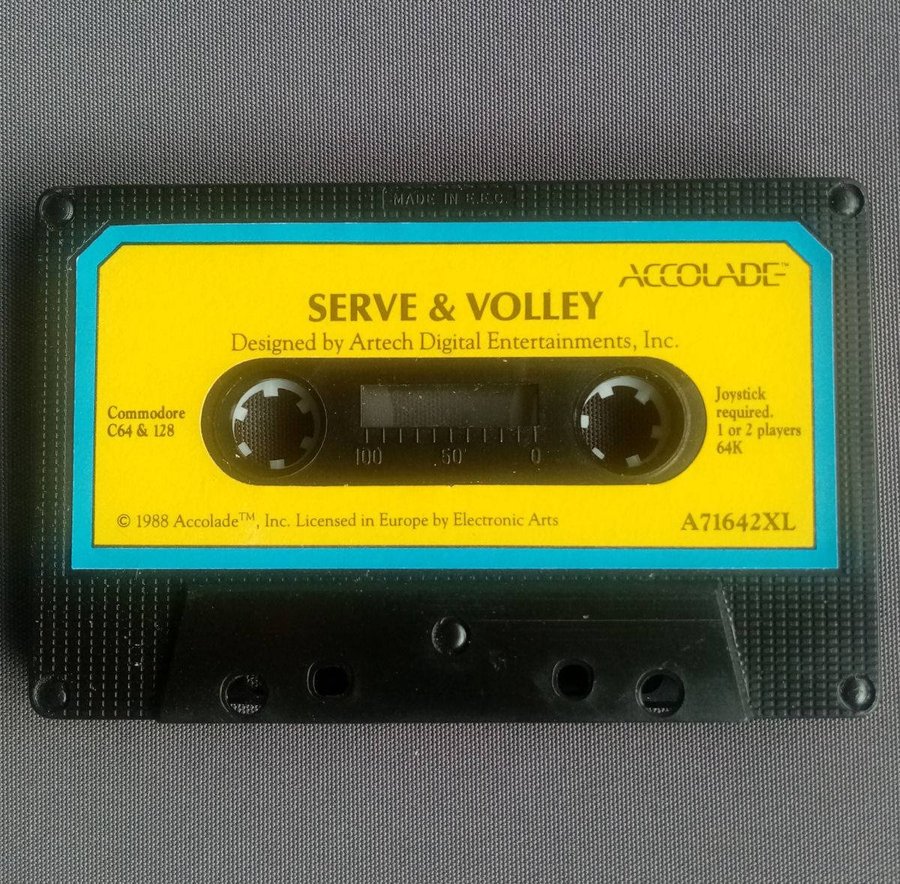 MADE IN E.E.C.
ACCOLADE™
SERVE & VOLLEY
Designed by Artech Digital Entertainments, Inc.
Commodore
C64 & 128
100 50 0
Joystick
required.
1 or 2 players
64K
© 1988 Accolade™, Inc. Licensed in Europe by Electronic Arts
A71642XL